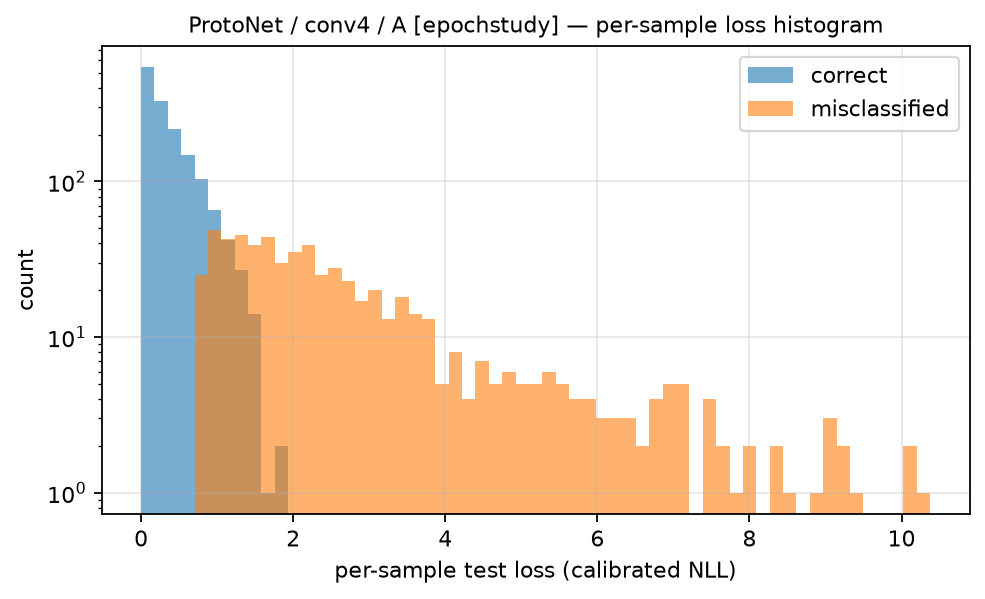 ProtoNet / conv4 / A [epochstudy] — per-sample loss histogram
correct
misclassified
count
10²
10¹
10⁰
0 2 4 6 8 10
per-sample test loss (calibrated NLL)